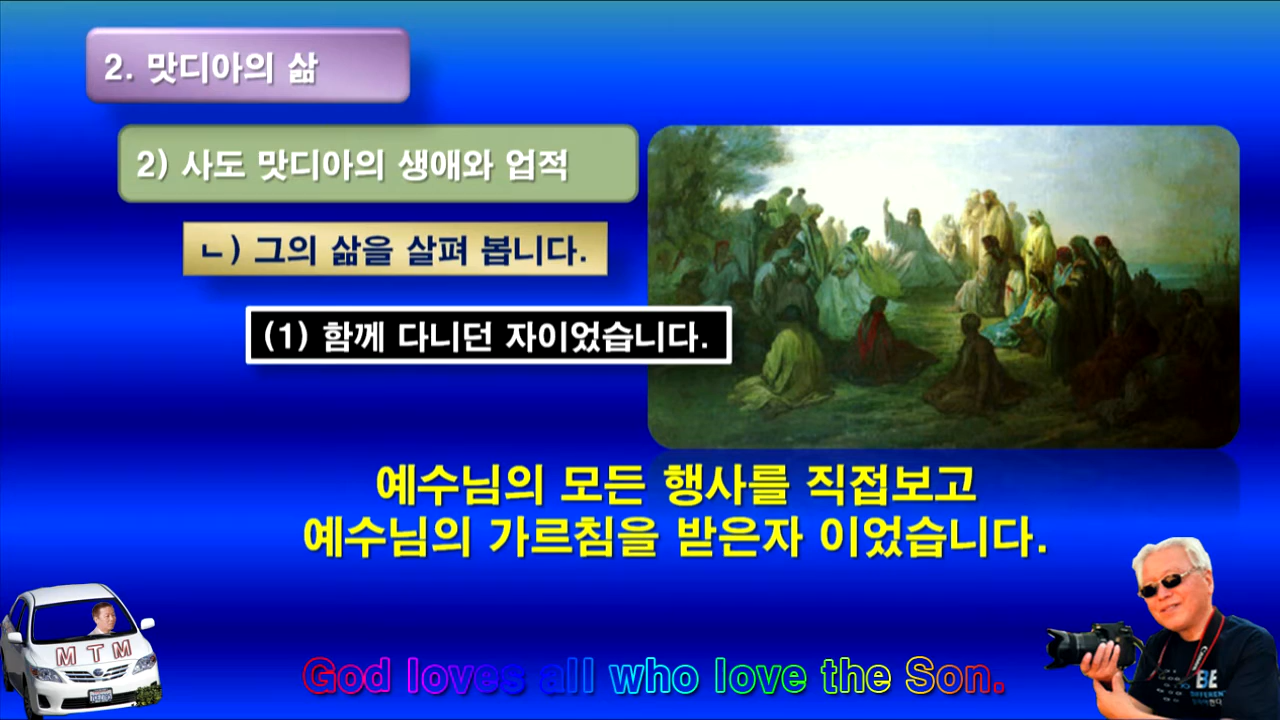 2. 맛디아의 삶
2) 사도 맛디아의 생애와 업적
ㄴ) 그의 삶을 살펴 봅니다.
(1) 함께 다니던 자이었습니다.
예수님의 모든 행사를 직접보고
예수님의 가르침을 받은자 이었습니다.
MTM
BE
DIFFERENT
God loves all who love the Son.